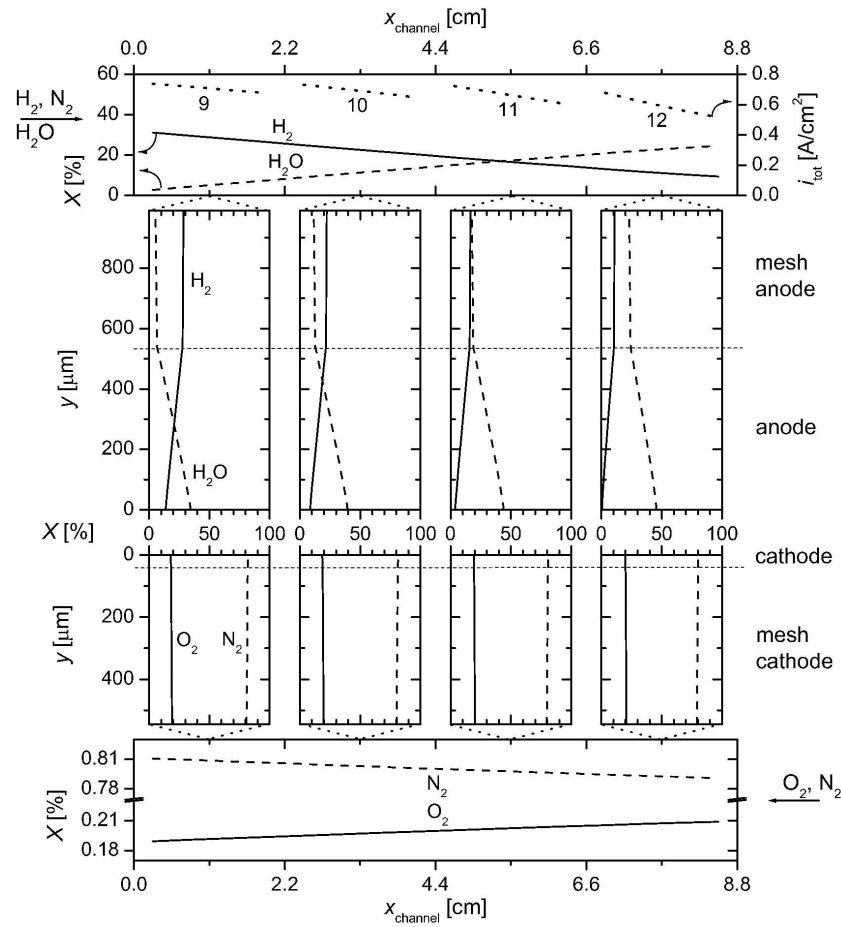 x_channel [cm]
0.0 2.2 4.4 6.6 8.8
60 40 20 0
X [%]
H₂, N₂
H₂O
9 10 11 12
H₂
H₂O
0.8 0.6 0.4 0.2 0.0
i_tot [A/cm²]
800 600 400 200 0
y [µm]
H₂
H₂O
mesh
anode
anode
X [%]
0 50 100 0 50 100 0 50 100 0 50 100
0 200 400
y [µm]
O₂ N₂
cathode
mesh
cathode
0.81
0.78
0.21
0.18
X [%]
N₂
O₂
O₂, N₂
0.0 2.2 4.4 6.6 8.8
x_channel [cm]